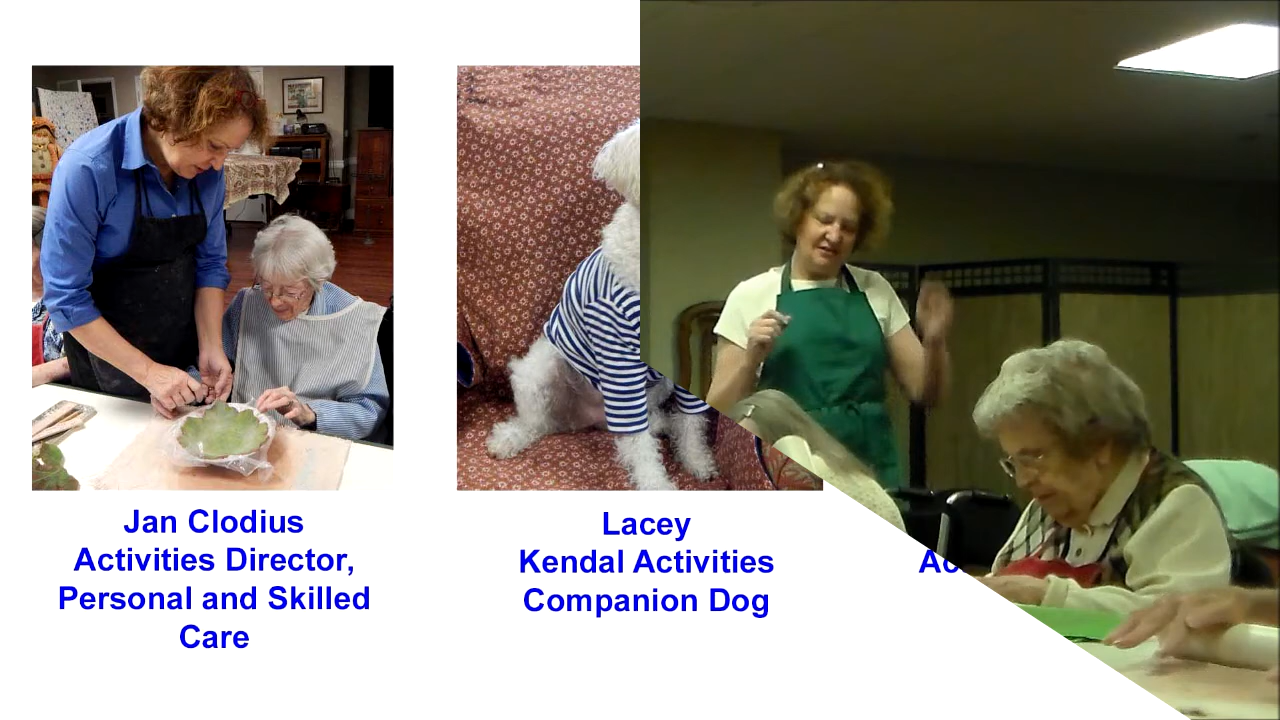 Jan Clodius
Activities Director,
Personal and Skilled
Care
Lacey
Kendal Activities
Companion Dog